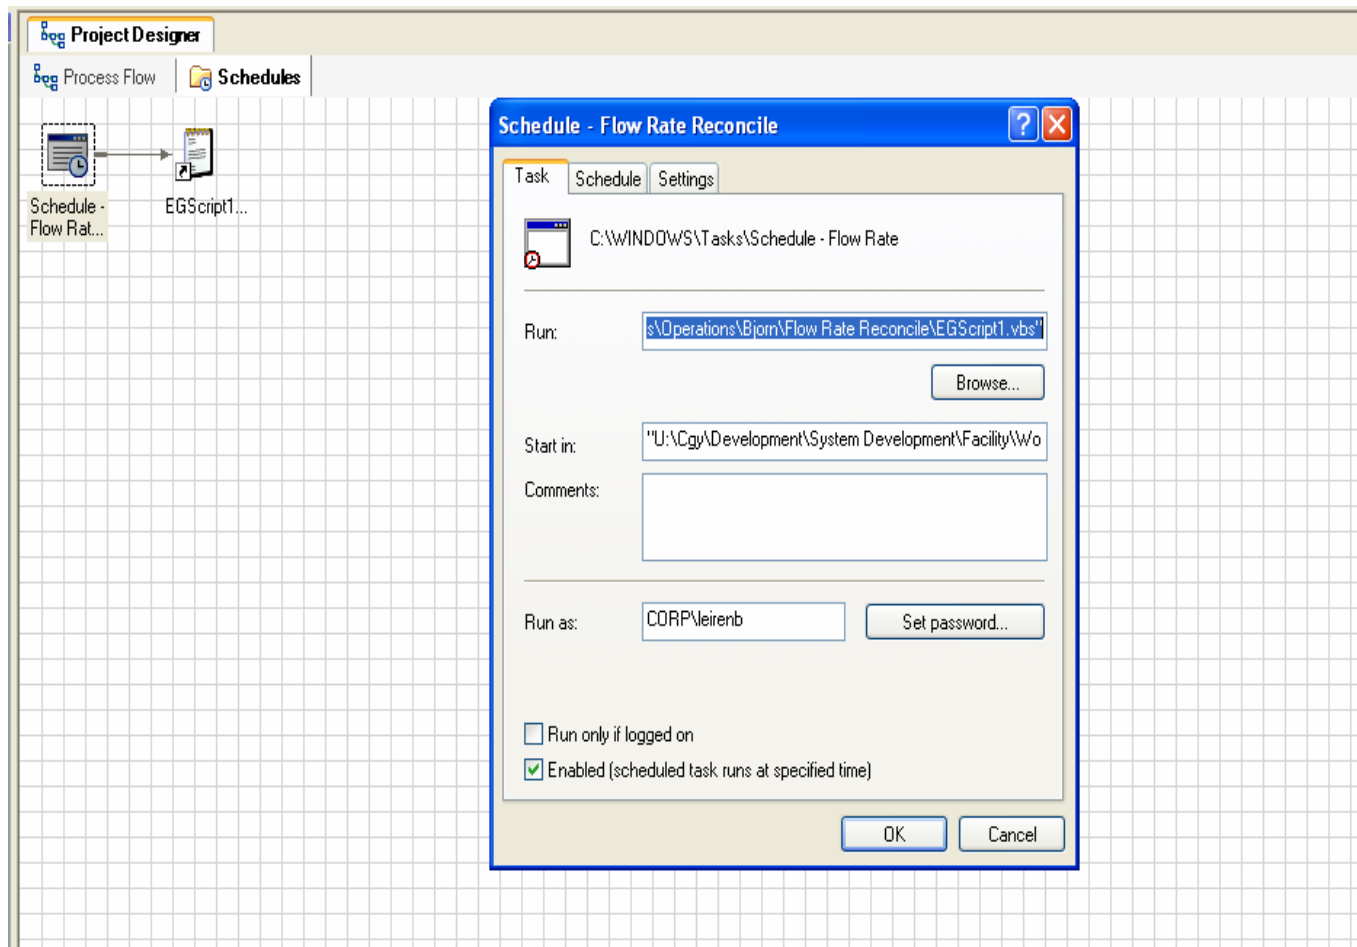 Project Designer
Process Flow
Schedules
Schedule -
Flow Rat...
EGScript1...
Schedule - Flow Rate Reconcile
Task
Schedule
Settings
C:\WINDOWS\Tasks\Schedule - Flow Rate
Run:
s\Operations\Bjorn\Flow Rate Reconcile\EGScript1.vbs"
Browse...
Start in:
"U:\Cgy\Development\System Development\Facility\Wo
Comments:
Run as:
CORP\leirenb
Set password...
Run only if logged on
Enabled (scheduled task runs at specified time)
OK
Cancel